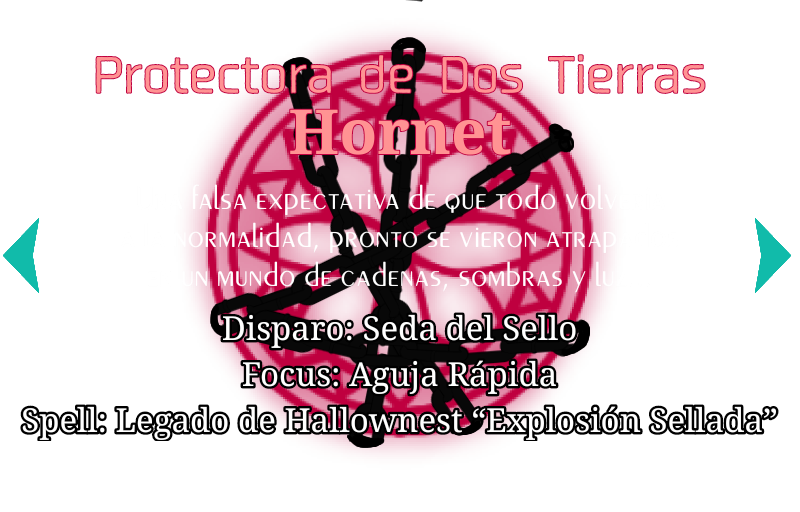 Protectora de Dos Tierras
Hornet
falsa expectativa de que todo volv
normalidad, pronto se vieron atrap
un mundo de cadenas, sombras y lu
Disparo: Seda del Sello
Focus: Aguja Rápida
Spell: Legado de Hallownest “Explosión Sellada”